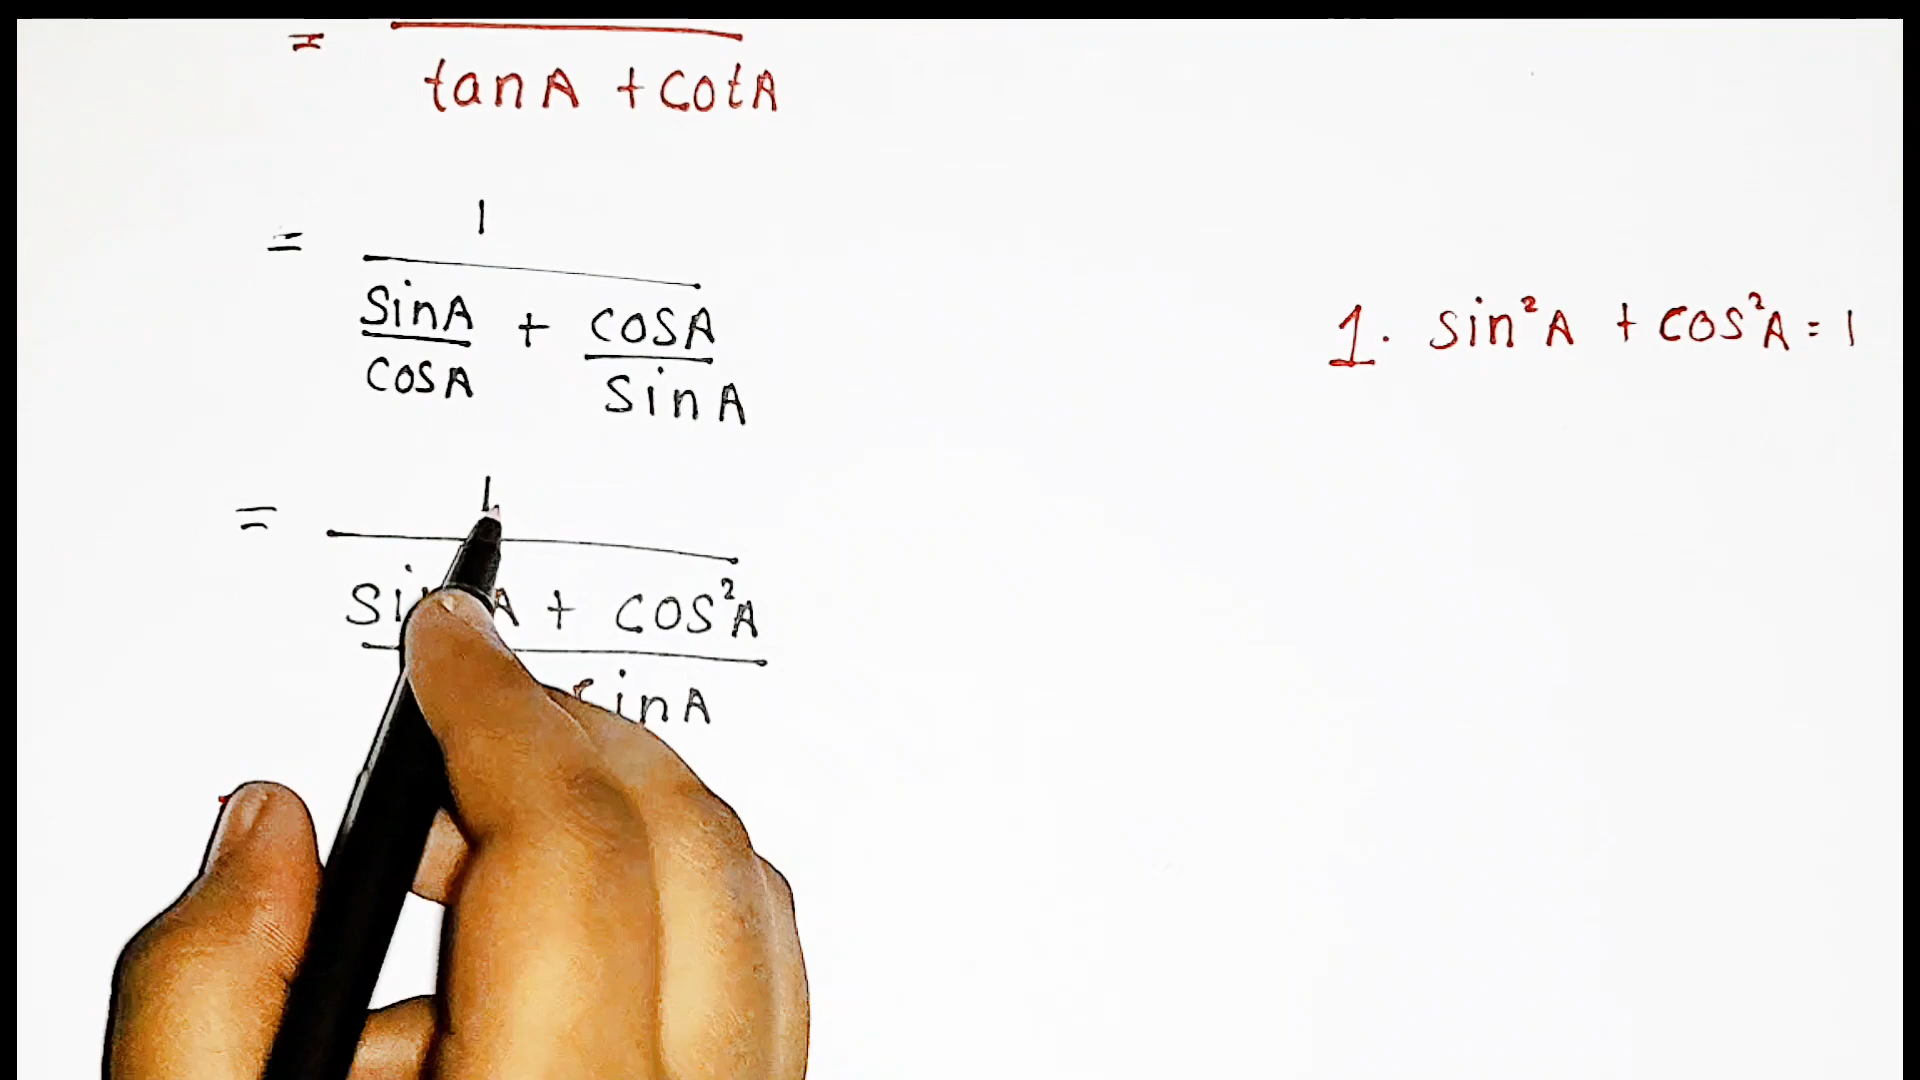 =
tanA + cotA
1
=
sinA + cosA
cosA sinA
1. sin²A + cos²A = 1
1
=
A + cos²A
inA